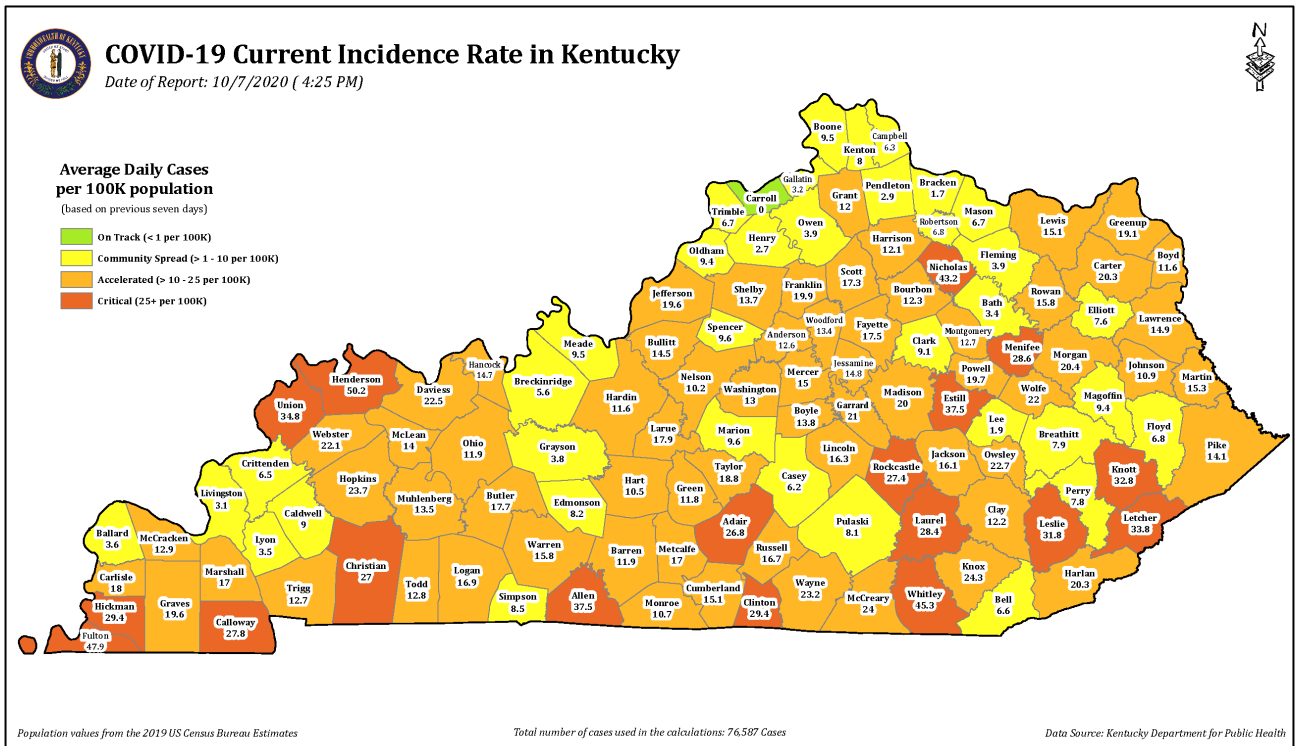 COVID-19 Current Incidence Rate in Kentucky
Date of Report: 10/7/2020 ( 4:25 PM)
N
Average Daily Cases
per 100K population
(based on previous seven days)
On Track (< 1 per 100K)
Community Spread (> 1 - 10 per 100K)
Accelerated (> 10 - 25 per 100K)
Critical (25+ per 100K)
Boone
9.5
Kenton
8
Campbell
6.3
Gallatin
3.2
Carroll
0
Trimble
6.7
Grant
12
Pendleton
2.9
Bracken
1.7
Mason
6.7
Robertson
6.8
Owen
3.9
Henry
2.7
Oldham
9.4
Harrison
12.1
Lewis
15.1
Greenup
19.1
Boyd
11.6
Fleming
3.9
Nicholas
43.2
Carter
20.3
Scott
17.3
Franklin
19.9
Shelby
13.7
Jefferson
19.6
Bourbon
12.3
Rowan
15.8
Bath
3.4
Elliott
7.6
Lawrence
14.9
Spencer
9.6
Anderson
12.6
Woodford
13.4
Fayette
17.5
Montgomery
12.7
Clark
9.1
Menifee
28.6
Morgan
20.4
Johnson
10.9
Martin
15.3
Meade
9.5
Bullitt
14.5
Hancock
14.7
Breckinridge
5.6
Nelson
10.2
Washington
13
Mercer
15
Jessamine
14.8
Powell
19.7
Wolfe
22
Magoffin
9.4
Henderson
50.2
Daviess
22.5
Union
34.8
Hardin
11.6
Boyle
13.8
Garrard
21
Madison
20
Estill
37.5
Lee
1.9
Breathitt
7.9
Floyd
6.8
Pike
14.1
Webster
22.1
McLean
14
Ohio
11.9
Grayson
3.8
Larue
17.9
Marion
9.6
Lincoln
16.3
Rockcastle
27.4
Jackson
16.1
Owsley
22.7
Knott
32.8
Perry
7.8
Crittenden
6.5
Hopkins
23.7
Muhlenberg
13.5
Butler
17.7
Edmonson
8.2
Hart
10.5
Green
11.8
Taylor
18.8
Casey
6.2
Livingston
3.1
Caldwell
9
Lyon
3.5
Ballard
3.6
McCracken
12.9
Adair
26.8
Pulaski
8.1
Laurel
28.4
Clay
12.2
Leslie
31.8
Letcher
33.8
Carlisle
18
Marshall
17
Christian
27
Trigg
12.7
Todd
12.8
Logan
16.9
Warren
15.8
Barren
11.9
Metcalfe
17
Russell
16.7
Wayne
23.2
Knox
24.3
Harlan
20.3
Hickman
29.4
Graves
19.6
Calloway
27.8
Fulton
47.9
Simpson
8.5
Allen
37.5
Monroe
10.7
Cumberland
15.1
Clinton
29.4
McCreary
24
Whitley
45.3
Bell
6.6
Population values from the 2019 US Census Bureau Estimates
Total number of cases used in the calculations: 76,587 Cases
Data Source: Kentucky Department for Public Health